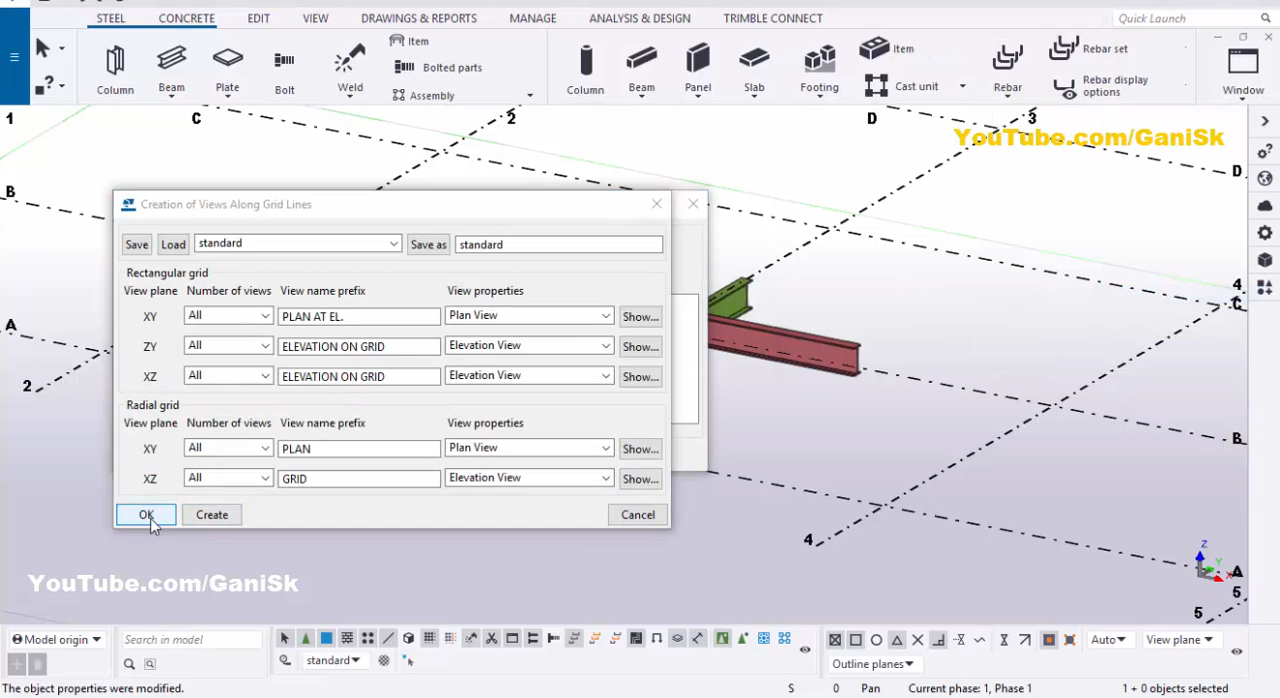 STEEL CONCRETE EDIT VIEW DRAWINGS & REPORTS MANAGE ANALYSIS & DESIGN TRIMBLE CONNECT Quick Launch
Column Beam Plate Bolt Weld Item Bolted parts Assembly Column Beam Panel Slab Footing Item Cast unit Rebar Rebar set Rebar display options Window
1 C 2 D 3
YouTube.com/GaniSk
D
B
Creation of Views Along Grid Lines
Save Load standard Save as standard
Rectangular grid
View plane Number of views View name prefix View properties
4
C
XY All PLAN AT EL. Plan View Show...
A
ZY All ELEVATION ON GRID Elevation View Show...
XZ All ELEVATION ON GRID Elevation View Show...
2
Radial grid
View plane Number of views View name prefix View properties
B
XY All PLAN Plan View Show...
XZ All GRID Elevation View Show...
OK Create Cancel
4
Z
Y
X
A
5
5
YouTube.com/GaniSk
Model origin Search in model Auto View plane
standard Outline planes
The object properties were modified. S 0 Pan Current phase: 1, Phase 1 1 + 0 objects selected